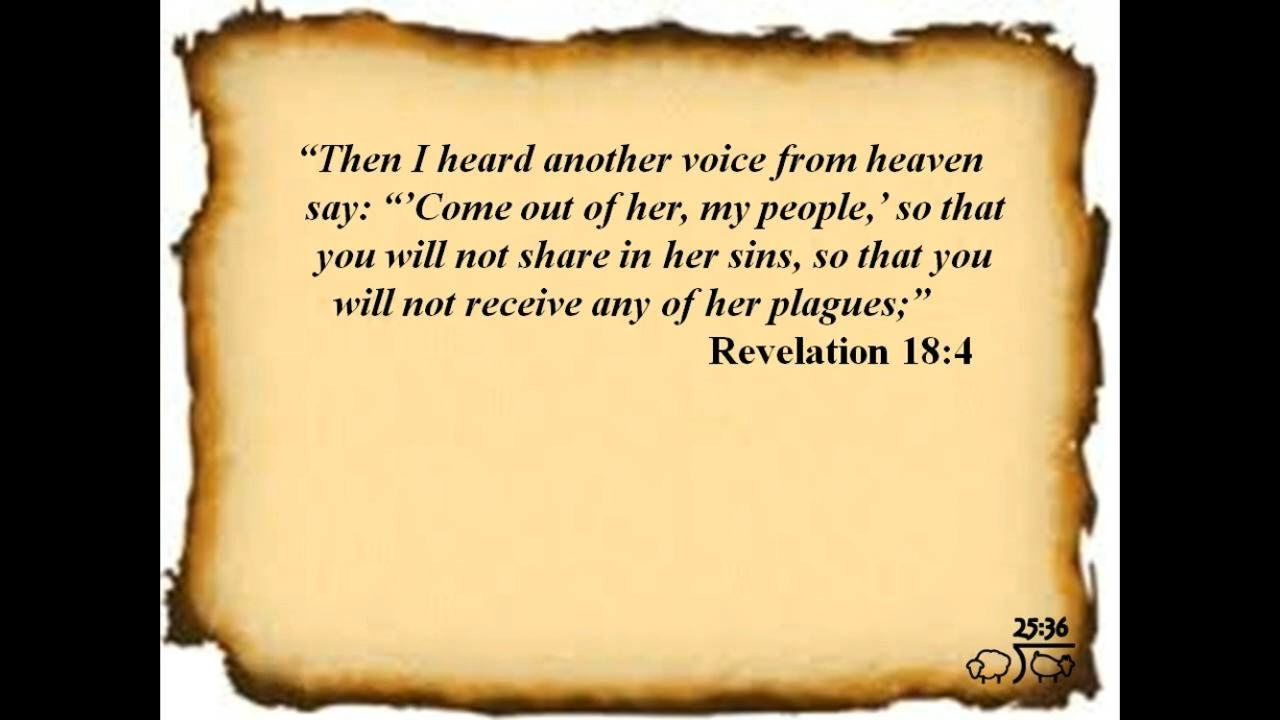 “Then I heard another voice from heaven
say: “’Come out of her, my people,’ so that
you will not share in her sins, so that you
will not receive any of her plagues;”
Revelation 18:4
25:36